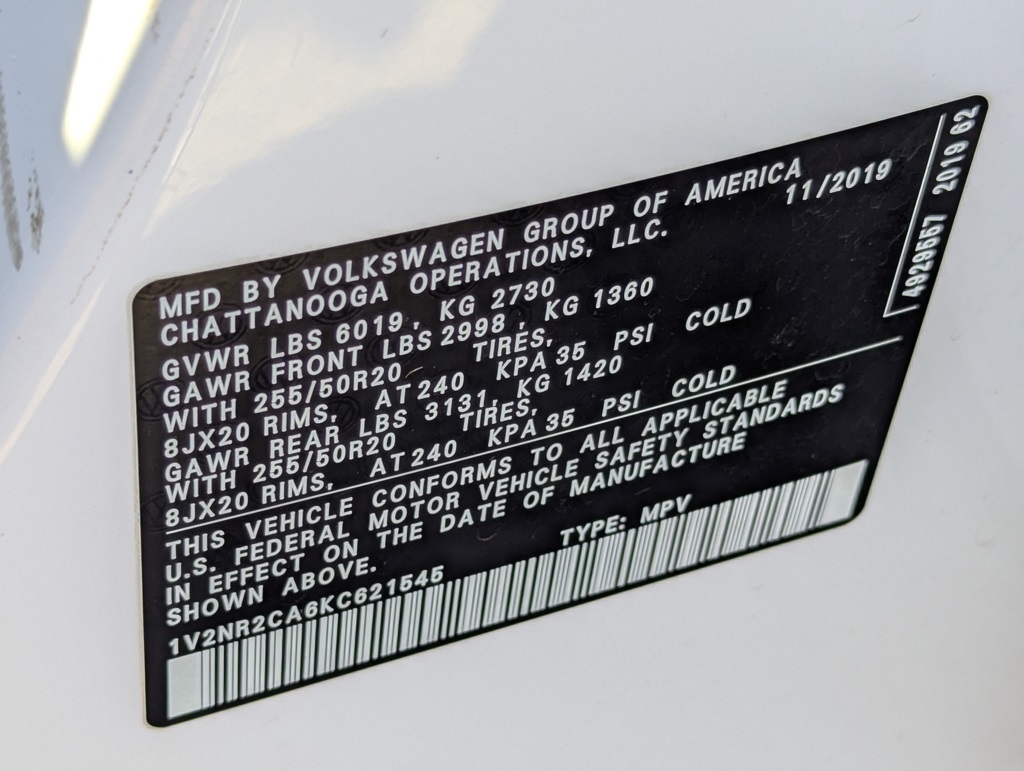 MFD BY VOLKSWAGEN GROUP OF AMERICA
CHATTANOOGA OPERATIONS, LLC. 11/2019
GVWR LBS 6019, KG 2730
GAWR FRONT LBS 2998, KG 1360
WITH 255/50R20 TIRES,
8JX20 RIMS, AT 240 KPA 35 PSI COLD
GAWR REAR LBS 3131, KG 1420
WITH 255/50R20 TIRES,
8JX20 RIMS, AT 240 KPA 35 PSI COLD
THIS VEHICLE CONFORMS TO ALL APPLICABLE
U.S. FEDERAL MOTOR VEHICLE SAFETY STANDARDS
IN EFFECT ON THE DATE OF MANUFACTURE
SHOWN ABOVE. TYPE: MPV
1V2NR2CA6KC621545
4929557 2019 62